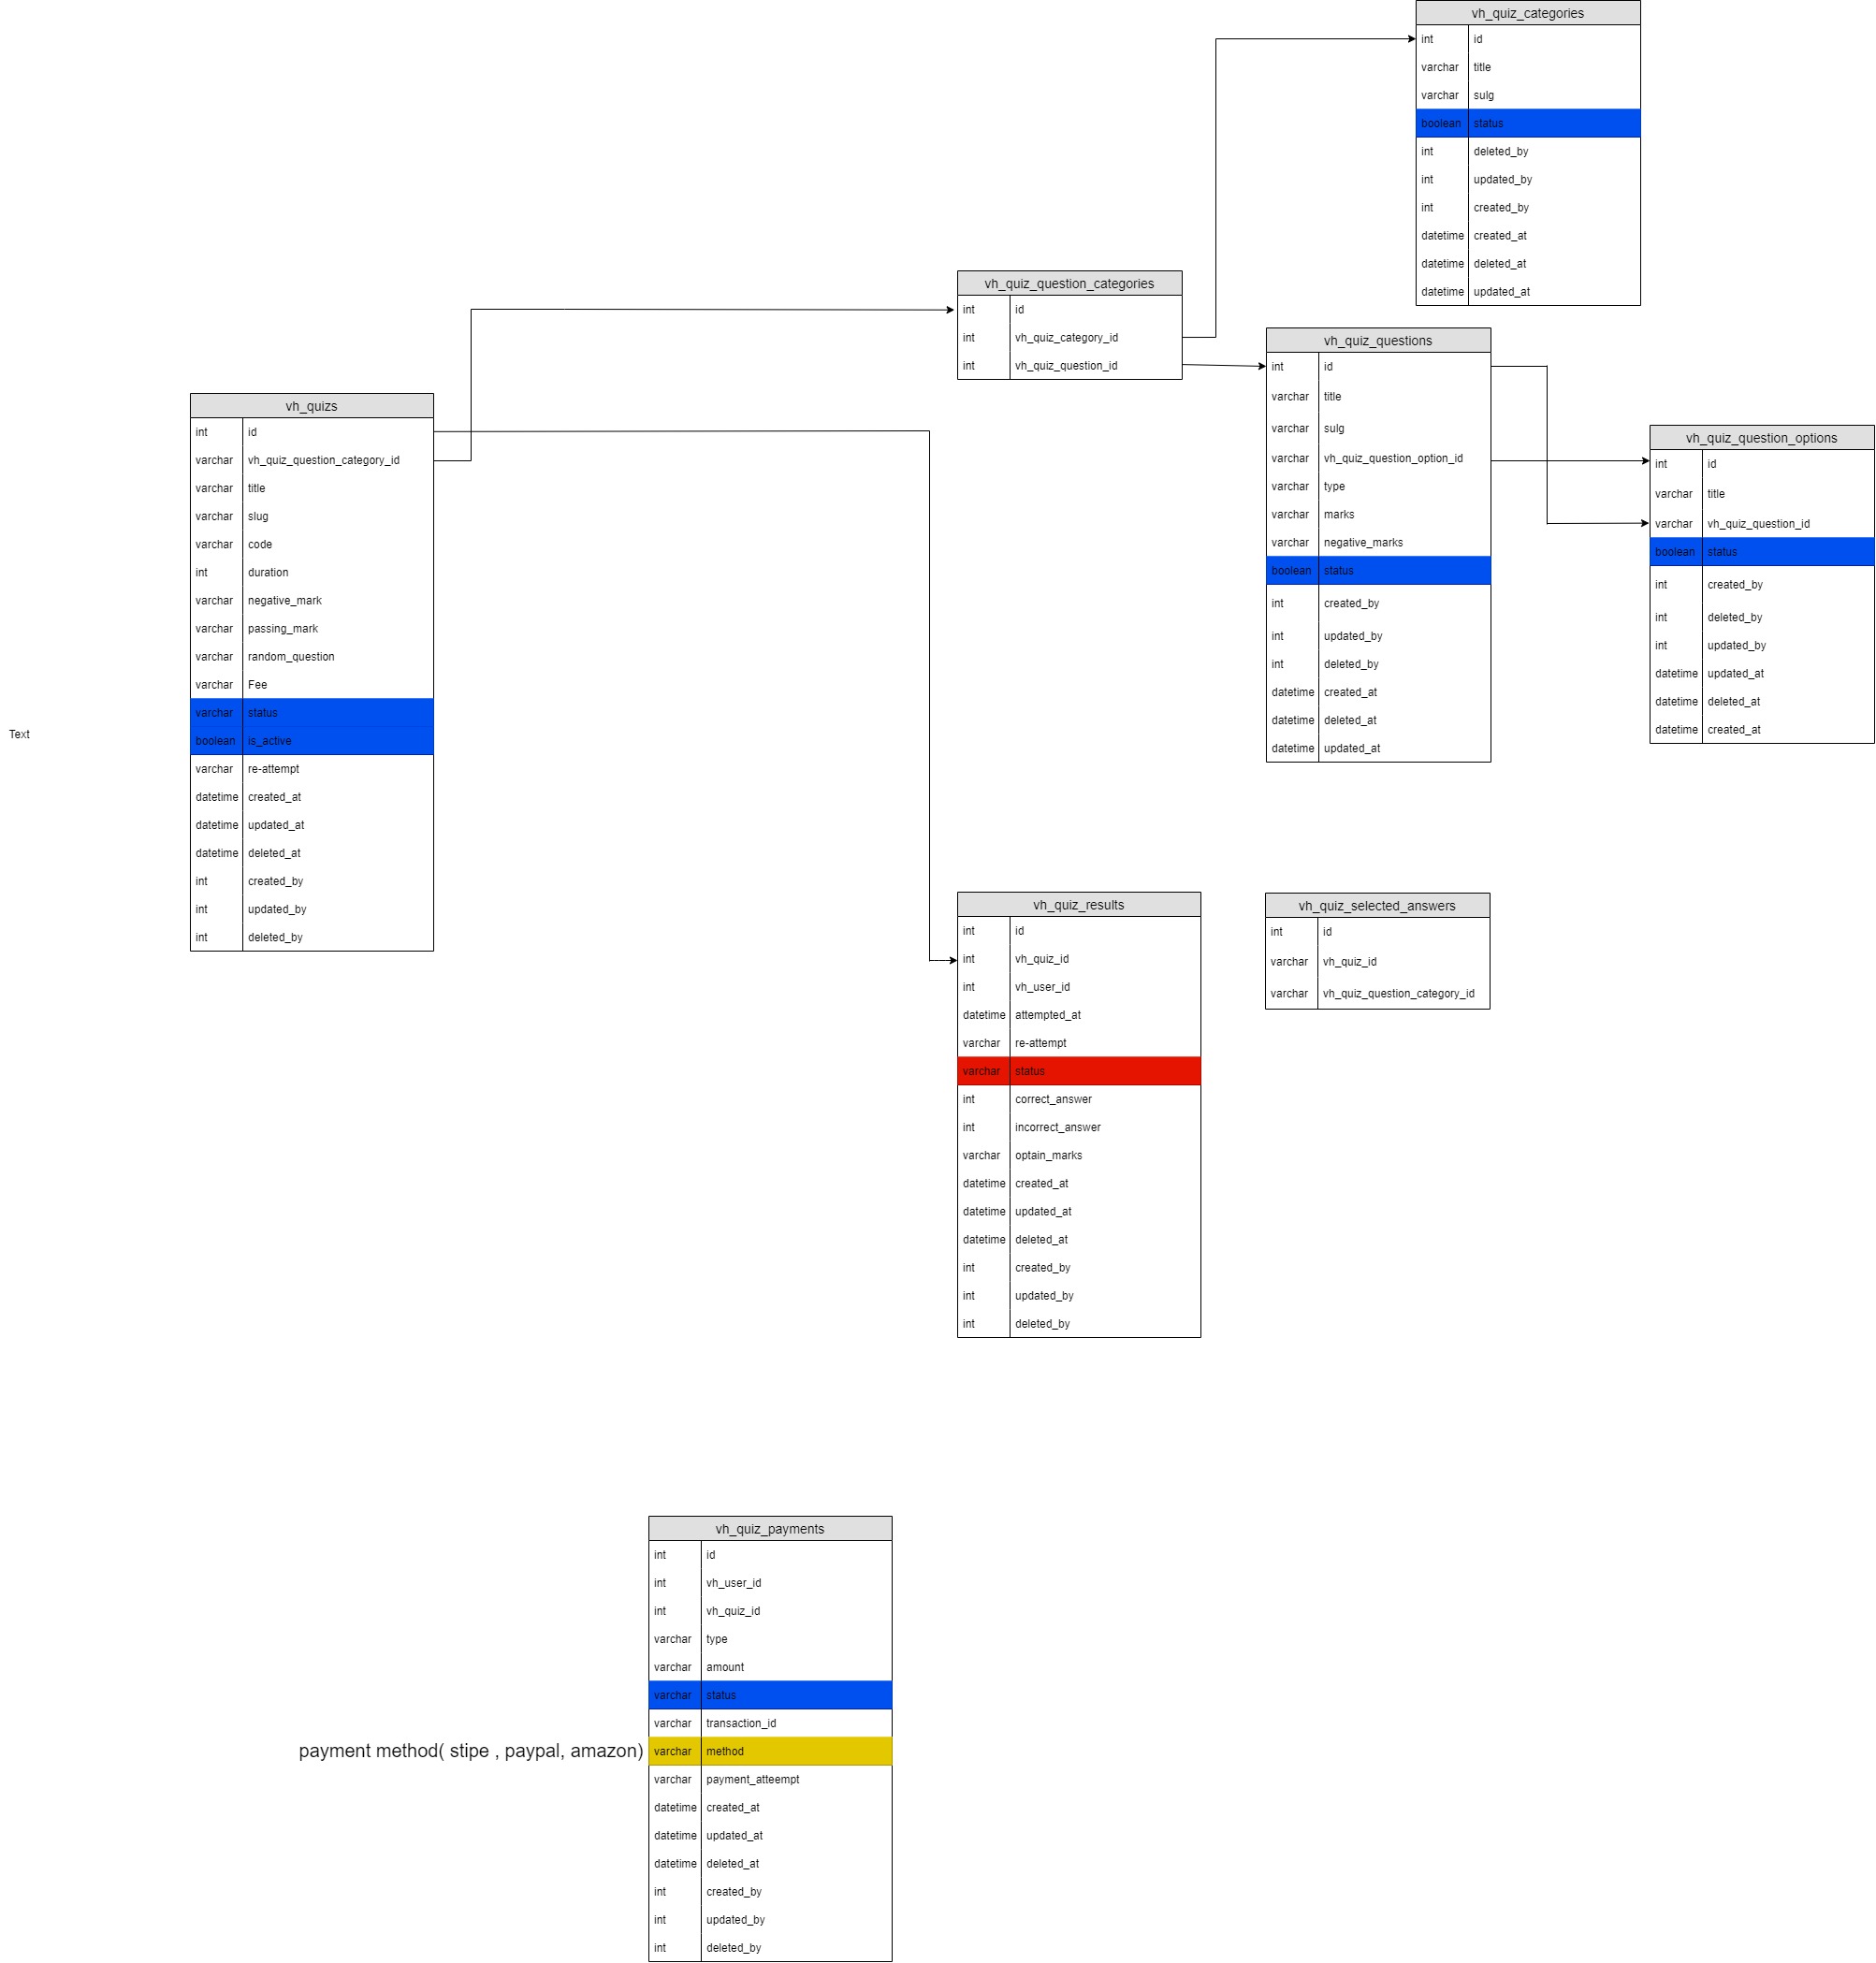 vh_quiz_categories
int id
varchar title
varchar sulg
boolean status
int deleted_by
int updated_by
int created_by
datetime created_at
datetime deleted_at
datetime updated_at
vh_quiz_question_categories
int id
int vh_quiz_category_id
int vh_quiz_question_id
vh_quiz_questions
int id
varchar title
varchar sulg
varchar vh_quiz_question_option_id
varchar type
varchar marks
varchar negative_marks
boolean status
int created_by
int updated_by
int deleted_by
datetime created_at
datetime deleted_at
datetime updated_at
vh_quiz_question_options
int id
varchar title
varchar vh_quiz_question_id
boolean status
int created_by
int deleted_by
int updated_by
datetime updated_at
datetime deleted_at
datetime created_at
vh_quizs
int id
varchar vh_quiz_question_category_id
varchar title
varchar slug
varchar code
int duration
varchar negative_mark
varchar passing_mark
varchar random_question
varchar Fee
varchar status
boolean is_active
varchar re-attempt
datetime created_at
datetime updated_at
datetime deleted_at
int created_by
int updated_by
int deleted_by
Text
vh_quiz_results
int id
int vh_quiz_id
int vh_user_id
datetime attempted_at
varchar re-attempt
varchar status
int correct_answer
int incorrect_answer
varchar optain_marks
datetime created_at
datetime updated_at
datetime deleted_at
int created_by
int updated_by
int deleted_by
vh_quiz_selected_answers
int id
varchar vh_quiz_id
varchar vh_quiz_question_category_id
vh_quiz_payments
int id
int vh_user_id
int vh_quiz_id
varchar type
varchar amount
varchar status
varchar transaction_id
payment method( stipe , paypal, amazon)
varchar method
varchar payment_atteempt
datetime created_at
datetime updated_at
datetime deleted_at
int created_by
int updated_by
int deleted_by